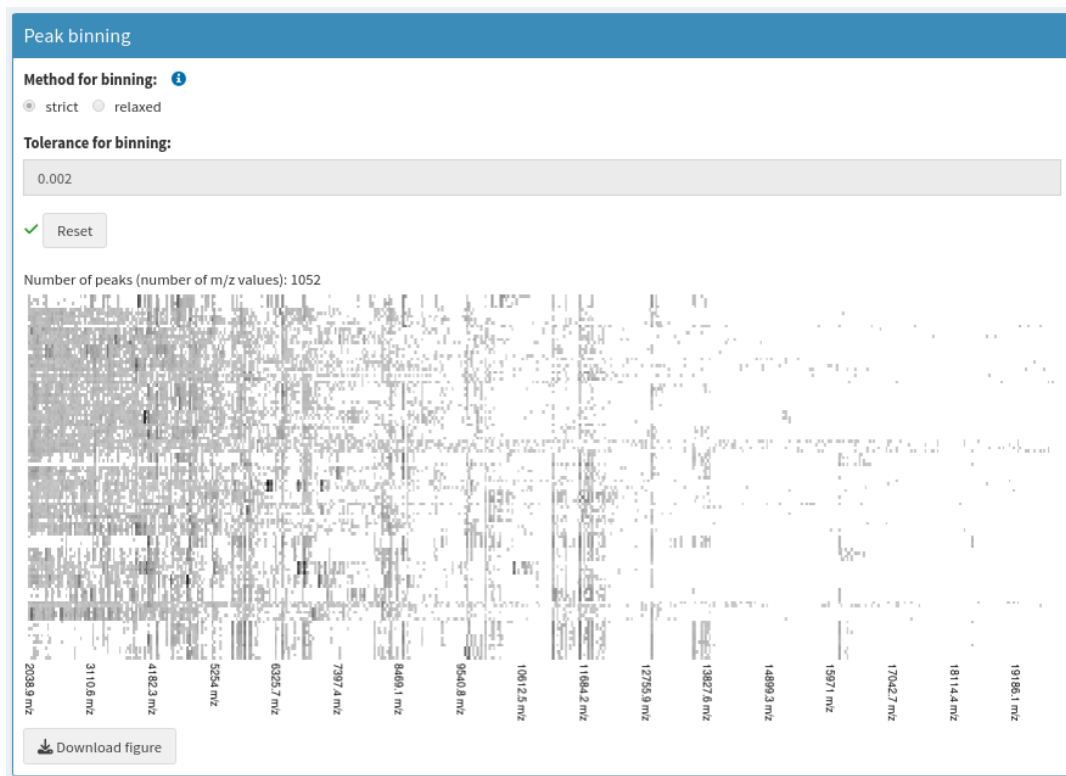 Peak binning
Method for binning:
strict relaxed
Tolerance for binning:
0.002
Reset
Number of peaks (number of m/z values): 1052
2038.9 m/z
3110.6 m/z
4182.3 m/z
5254 m/z
6325.7 m/z
7397.4 m/z
8469.1 m/z
9540.8 m/z
10612.5 m/z
11684.2 m/z
12755.9 m/z
13827.6 m/z
14899.3 m/z
15971 m/z
17042.7 m/z
18114.4 m/z
19186.1 m/z
Download figure